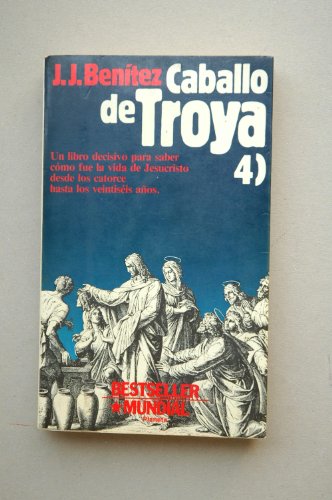 J.J. Benítez Caballo
de Troya
4)
Un libro decisivo para saber
cómo fue la vida de Jesucristo
desde los catorce
hasta los veintiséis años.
BESTSELLER
MUNDIAL
Planeta